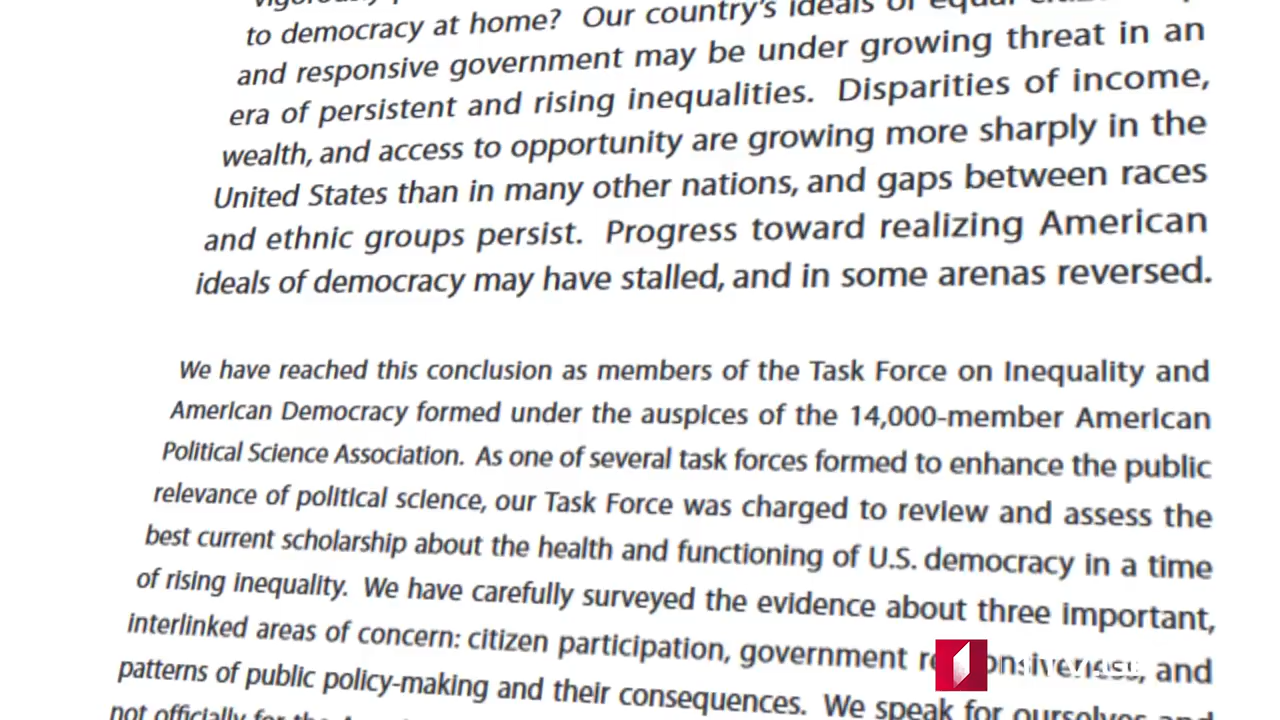 to democracy at home? Our country's ideals of equal
and responsive government may be under growing threat in an
era of persistent and rising inequalities. Disparities of income,
wealth, and access to opportunity are growing more sharply in the
United States than in many other nations, and gaps between races
and ethnic groups persist. Progress toward realizing American
ideals of democracy may have stalled, and in some arenas reversed.
We have reached this conclusion as members of the Task Force on Inequality and
American Democracy formed under the auspices of the 14,000-member American
Political Science Association. As one of several task forces formed to enhance the public
relevance of political science, our Task Force was charged to review and assess the
best current scholarship about the health and functioning of U.S. democracy in a time
of rising inequality. We have carefully surveyed the evidence about three important,
interlinked areas of concern: citizen participation, government responsiveness, and
patterns of public policy-making and their consequences. We speak for ourselves and
not officially for the